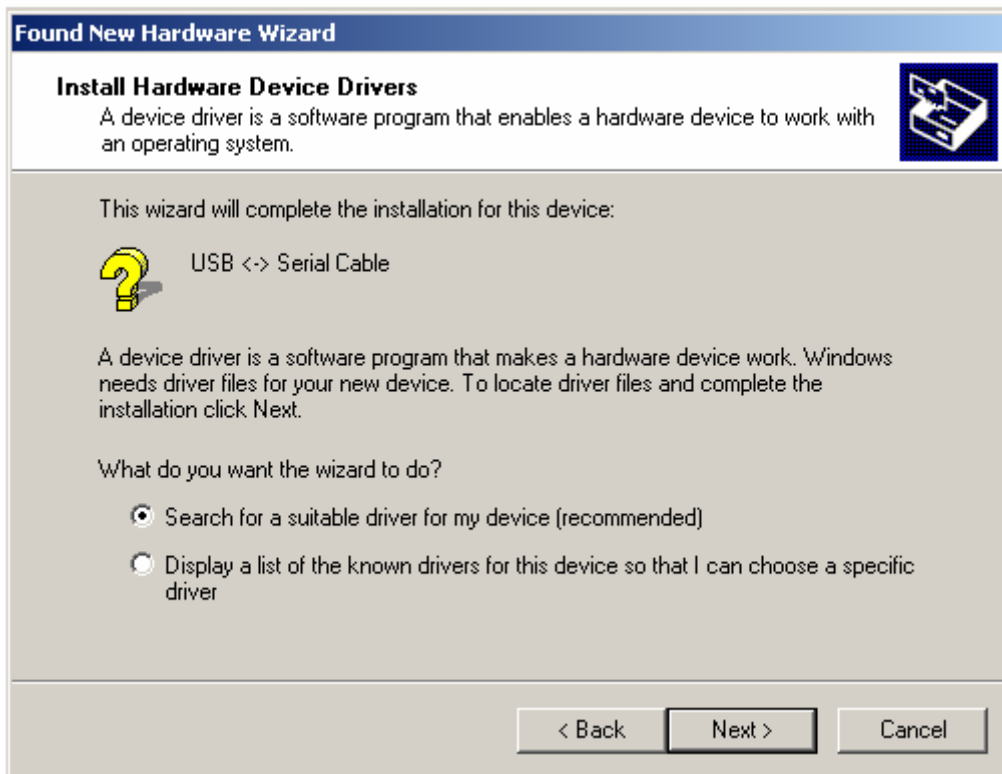 Found New Hardware Wizard
Install Hardware Device Drivers
A device driver is a software program that enables a hardware device to work with
an operating system.
This wizard will complete the installation for this device:
USB <-> Serial Cable
A device driver is a software program that makes a hardware device work. Windows
needs driver files for your new device. To locate driver files and complete the
installation click Next.
What do you want the wizard to do?
Search for a suitable driver for my device (recommended)
Display a list of the known drivers for this device so that I can choose a specific
driver
< Back
Next >
Cancel